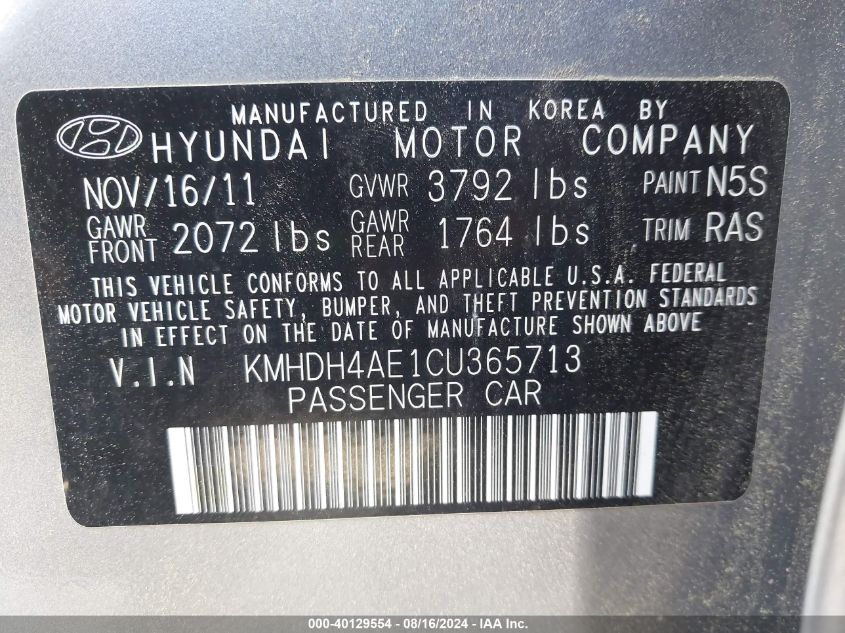 MANUFACTURED IN KOREA BY
HYUNDAI MOTOR COMPANY
NOV/16/11 GVWR 3792 lbs PAINT N5S
GAWR FRONT 2072 lbs GAWR REAR 1764 lbs TRIM RAS
THIS VEHICLE CONFORMS TO ALL APPLICABLE U.S.A. FEDERAL
MOTOR VEHICLE SAFETY, BUMPER, AND THEFT PREVENTION STANDARDS
IN EFFECT ON THE DATE OF MANUFACTURE SHOWN ABOVE
V.I.N KMHDH4AE1CU365713
PASSENGER CAR
000-40129554 - 08/16/2024 - IAAI.COM